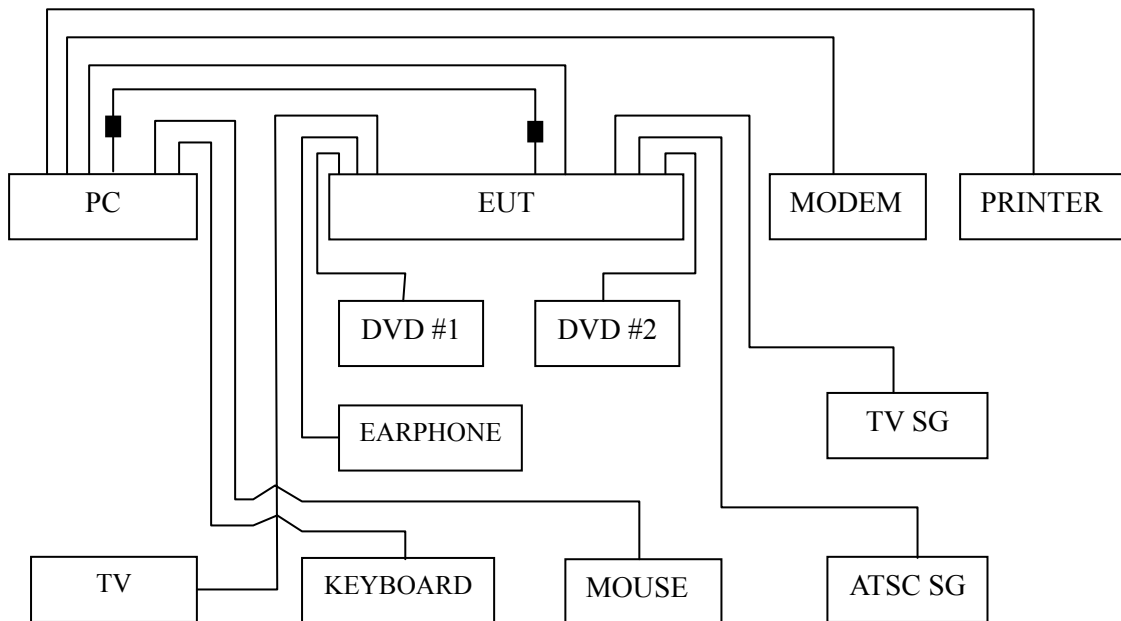 PC
EUT
MODEM
PRINTER
DVD #1
DVD #2
TV SG
EARPHONE
TV
KEYBOARD
MOUSE
ATSC SG